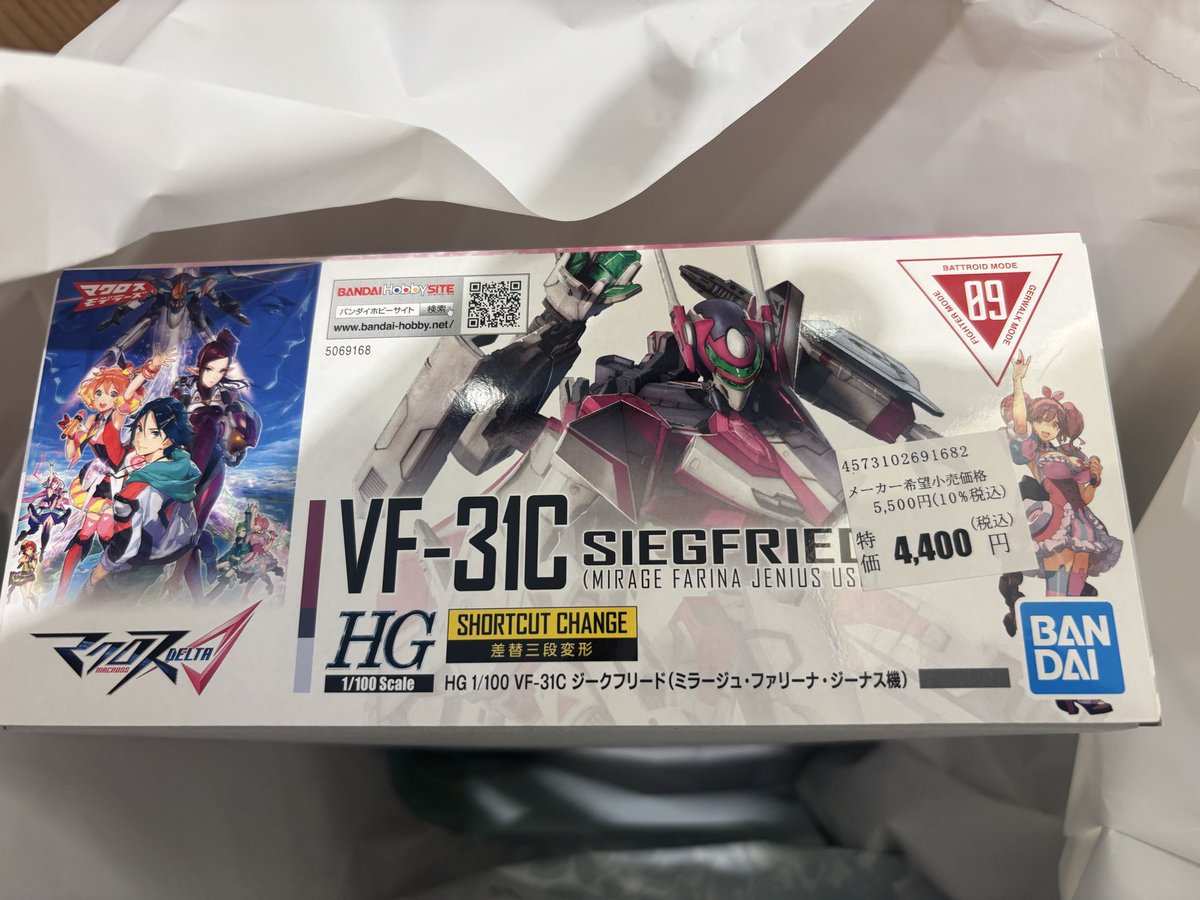 マクロス
モデラーズ
BANDAI HobbySITE
バンダイホビーサイト 検索
www.bandai-hobby.net/
5069168
BATTROID MODE
FIGHTER MODE
GERWALK MODE
09
4573102691682
メーカー希望小売価格
5,500円(10%税込)
(税込)
特価 4,400 円
VF-31C SIEGFRIED
(MIRAGE FARINA JENIUS US
HG SHORTCUT CHANGE
差替三段変形
1/100 Scale
HG 1/100 VF-31C ジークフリード(ミラージュ・ファリーナ・ジーナス機)
マクロス DELTA
MACROSS
BAN
DAI